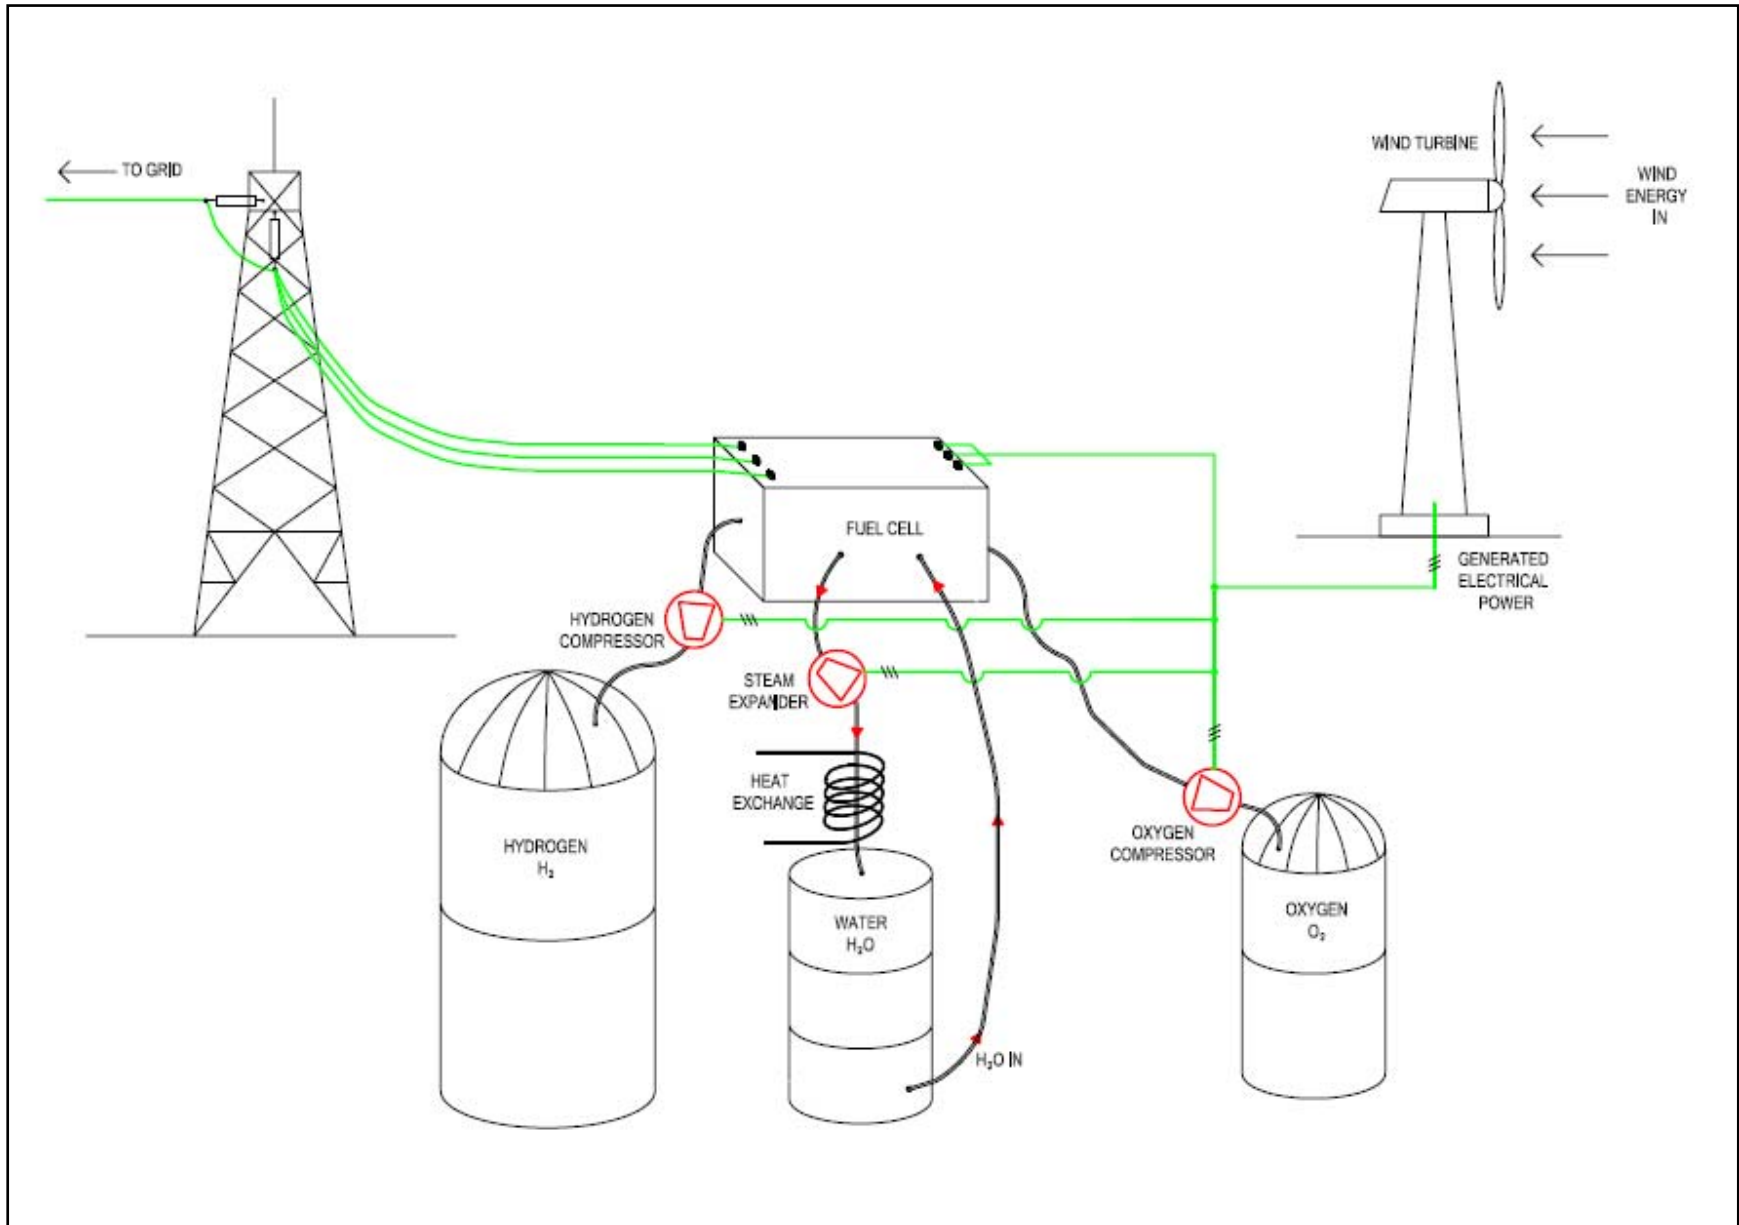 TO GRID
WIND TURBINE
WIND
ENERGY
IN
FUEL CELL
GENERATED
ELECTRICAL
POWER
HYDROGEN
COMPRESSOR
STEAM
EXPANDER
HEAT
EXCHANGE
OXYGEN
COMPRESSOR
HYDROGEN
H₂
WATER
H₂O
OXYGEN
O₂
H₂O IN